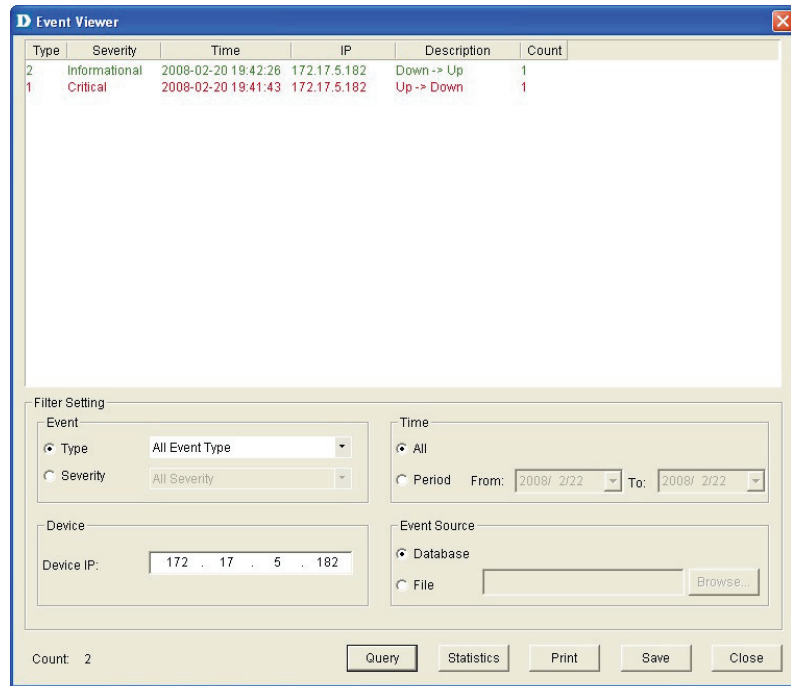 D Event Viewer
Type Severity Time IP Description Count
2 Informational 2008-02-20 19:42:26 172.17.5.182 Down -> Up 1
1 Critical 2008-02-20 19:41:43 172.17.5.182 Up -> Down 1
Filter Setting
Event
Type All Event Type
Severity All Severity
Time
All
Period From: 2008/ 2/22 To: 2008/ 2/22
Device
Device IP: 172 . 17 . 5 . 182
Event Source
Database
File Browse...
Count: 2 Query Statistics Print Save Close